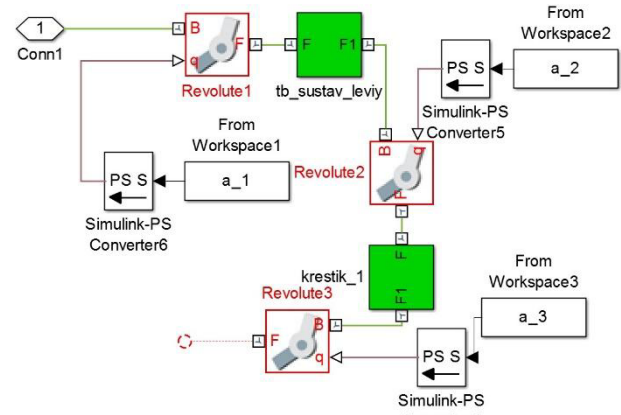 1
Conn1
B
q
F
Revolute1
F F1
tb_sustav_leviy
From
Workspace2
PS S
a_2
Simulink-PS
Converter5
From
Workspace1
PS S
a_1
Simulink-PS
Converter6
Revolute2
B
q
F
F
F1
krestik_1
Revolute3
F
B
q
From
Workspace3
a_3
PS S
Simulink-PS